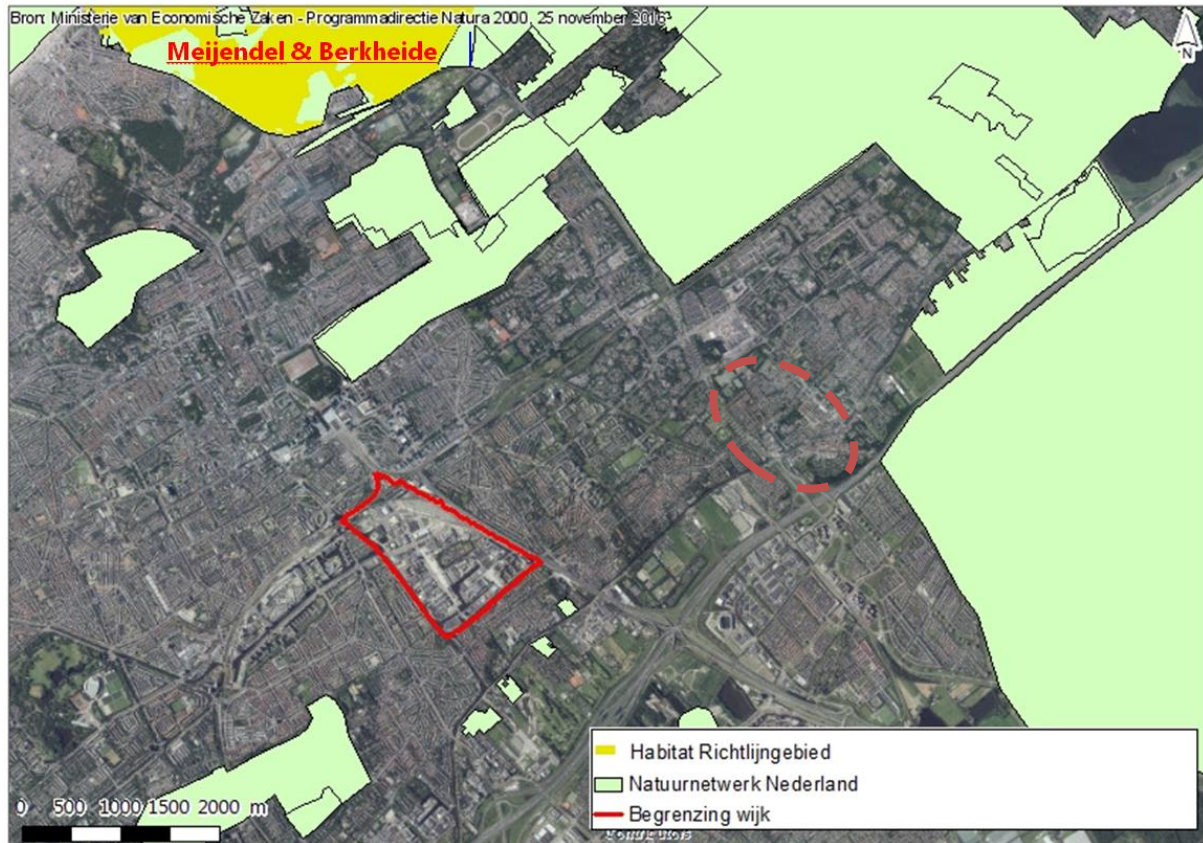 Bron: Ministerie van Economische Zaken - Programmadirectie Natura 2000, 25 november 2016
Meijendel & Berkheide
N
Habitat Richtlijngebied
Natuurnetwerk Nederland
Begrenzing wijk
0 500 1000 1500 2000 m